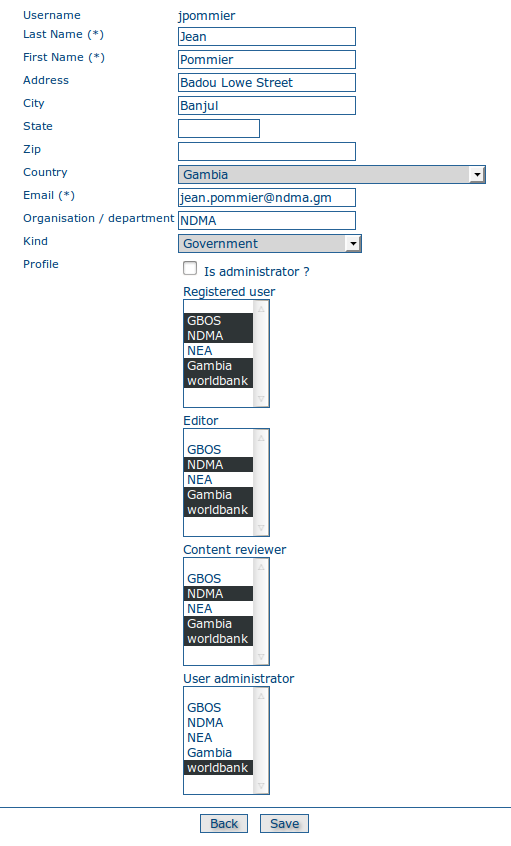 Username jpommier
Last Name (*) Jean
First Name (*) Pommier
Address Badou Lowe Street
City Banjul
State
Zip
Country Gambia
Email (*) jean.pommier@ndma.gm
Organisation / department NDMA
Kind Government
Profile Is administrator ?
Registered user
GBOS
NDMA
NEA
Gambia
worldbank
Editor
GBOS
NDMA
NEA
Gambia
worldbank
Content reviewer
GBOS
NDMA
NEA
Gambia
worldbank
User administrator
GBOS
NDMA
NEA
Gambia
worldbank
Back Save